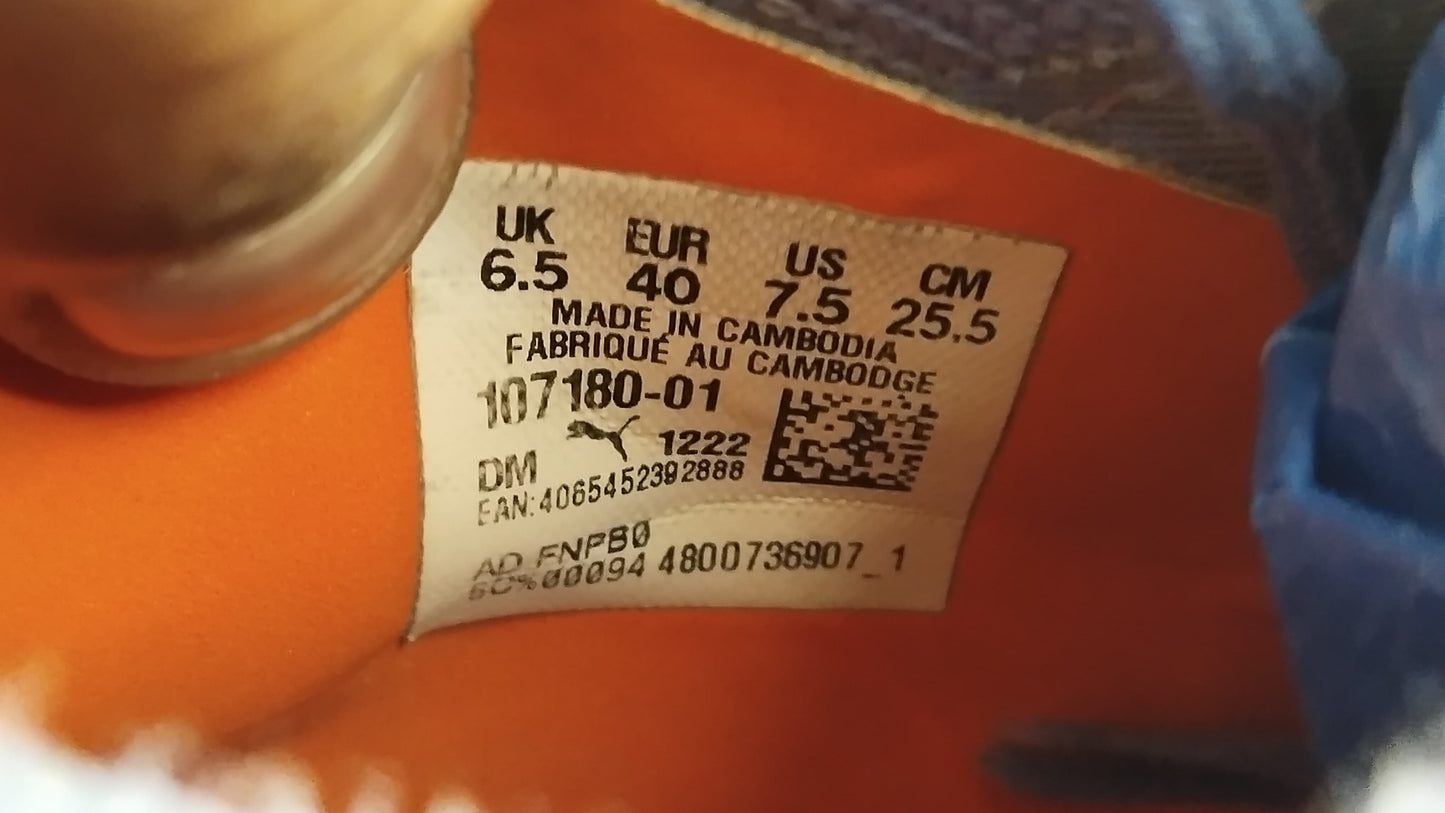 UK EUR US CM
6.5 40 7.5 25.5
MADE IN CAMBODIA
FABRIQUÉ AU CAMBODGE
107180-01
DM 1222
EAN:4065452392888
AD FNPB0
4800736907_1